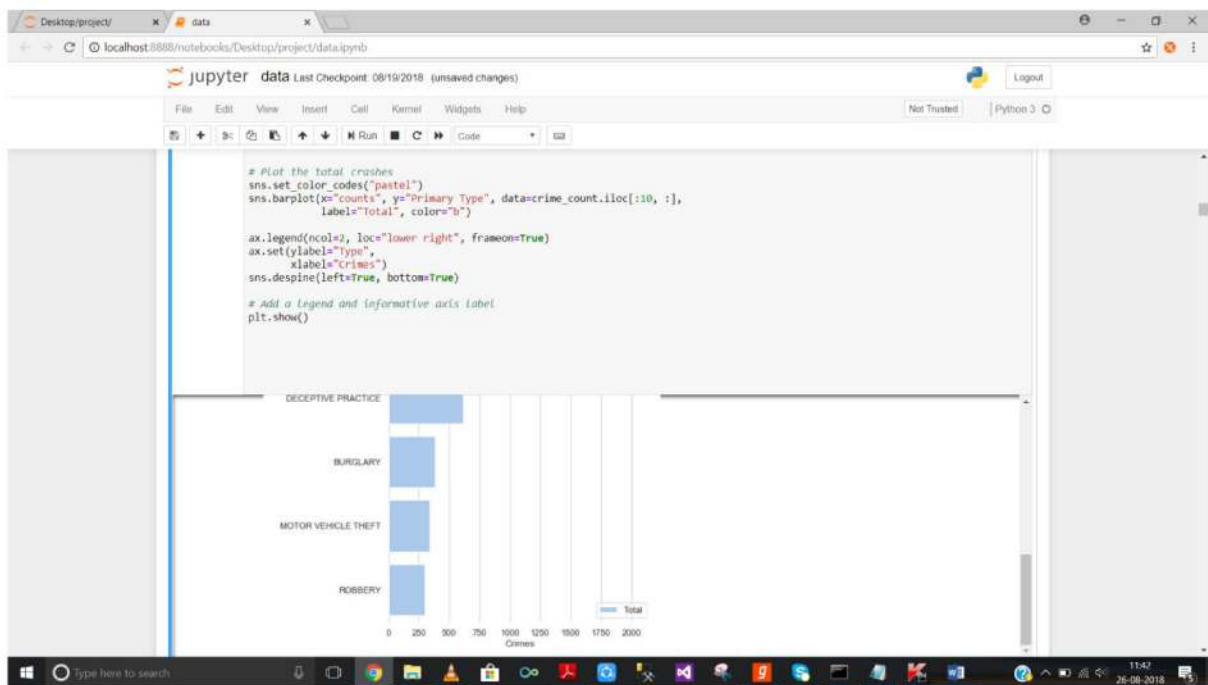 Desktop/project/
data
localhost:8888/notebooks/Desktop/project/data.ipynb
jupyter data Last Checkpoint: 08/19/2018 (unsaved changes)
Logout
File Edit View Insert Cell Kernel Widgets Help
Not Trusted Python 3
Run Code
# Plot the total crashes
sns.set_color_codes("pastel")
sns.barplot(x="counts", y="Primary Type", data=crime_count.iloc[:10, :],
label="Total", color="b")
ax.legend(ncol=2, loc="lower right", frameon=True)
ax.set(ylabel="Type",
xlabel="Crimes")
sns.despine(left=True, bottom=True)
# Add a legend and informative axis label
plt.show()
DECEPTIVE PRACTICE
BURGLARY
MOTOR VEHICLE THEFT
ROBBERY
Total
0 250 500 750 1000 1250 1500 1750 2000
Crimes
Type here to search
11:42
26-08-2018